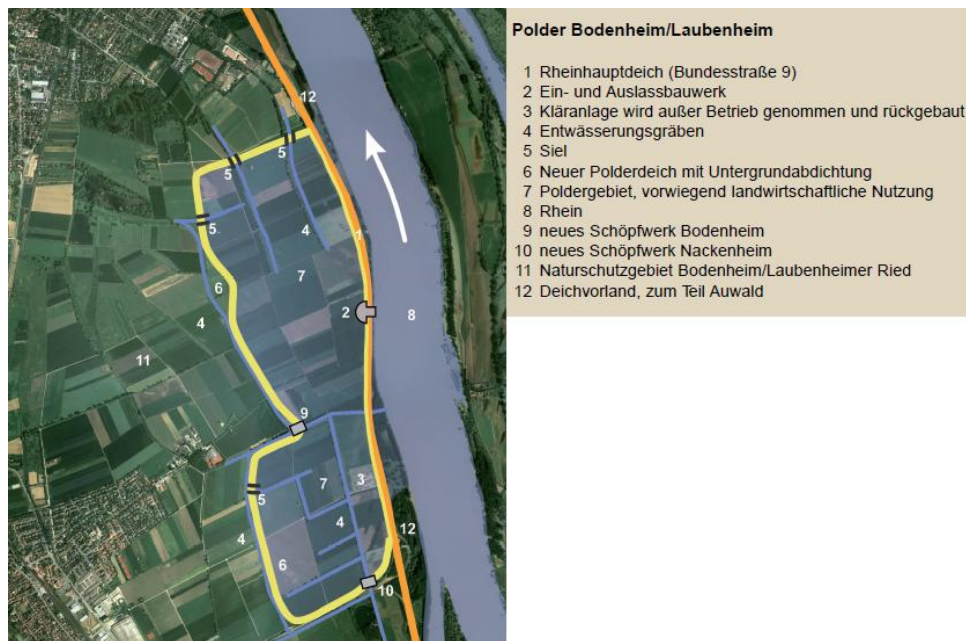 Polder Bodenheim/Laubenheim
1 Rheinhauptdeich (Bundesstraße 9)
2 Ein- und Auslassbauwerk
3 Kläranlage wird außer Betrieb genommen und rückgebaut
4 Entwässerungsgräben
5 Siel
6 Neuer Polderdeich mit Untergrundabdichtung
7 Poldergebiet, vorwiegend landwirtschaftliche Nutzung
8 Rhein
9 neues Schöpfwerk Bodenheim
10 neues Schöpfwerk Nackenheim
11 Naturschutzgebiet Bodenheim/Laubenheimer Ried
12 Deichvorland, zum Teil Auwald
12
5
5
5
4
1
7
6
2
8
4
11
9
7
3
5
4
12
4
6
10